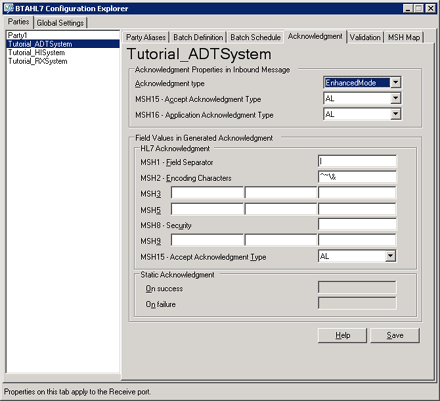 BTAHL7 Configuration Explorer
Parties Global Settings
Party1
Tutorial_ADTSystem
Tutorial_HISystem
Tutorial_RXSystem
Party Aliases Batch Definition Batch Schedule Acknowledgment Validation MSH Map
Tutorial_ADTSystem
Acknowledgment Properties in Inbound Message
Acknowledgment type EnhancedMode
MSH15 - Accept Acknowledgment Type AL
MSH16 - Application Acknowledgment Type AL
Field Values in Generated Acknowledgment
HL7 Acknowledgment
MSH1 - Field Separator |
MSH2 - Encoding Characters ^~\&
MSH3
MSH5
MSH8 - Security
MSH9
MSH15 - Accept Acknowledgment Type AL
Static Acknowledgment
On success
On failure
Help Save
Properties on this tab apply to the Receive port.